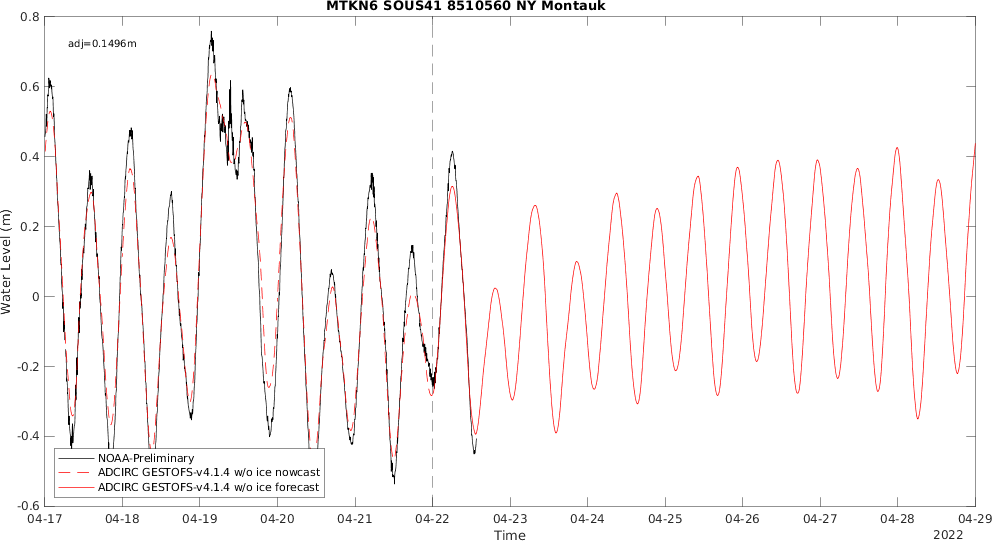 MTKN6 SOUS41 8510560 NY Montauk
adj=0.1496m
0.8
0.6
0.4
0.2
0
-0.2
-0.4
-0.6
Water Level (m)
NOAA-Preliminary
ADCIRC GESTOFS-v4.1.4 w/o ice nowcast
ADCIRC GESTOFS-v4.1.4 w/o ice forecast
04-17 04-18 04-19 04-20 04-21 04-22 04-23 04-24 04-25 04-26 04-27 04-28 04-29
Time
2022